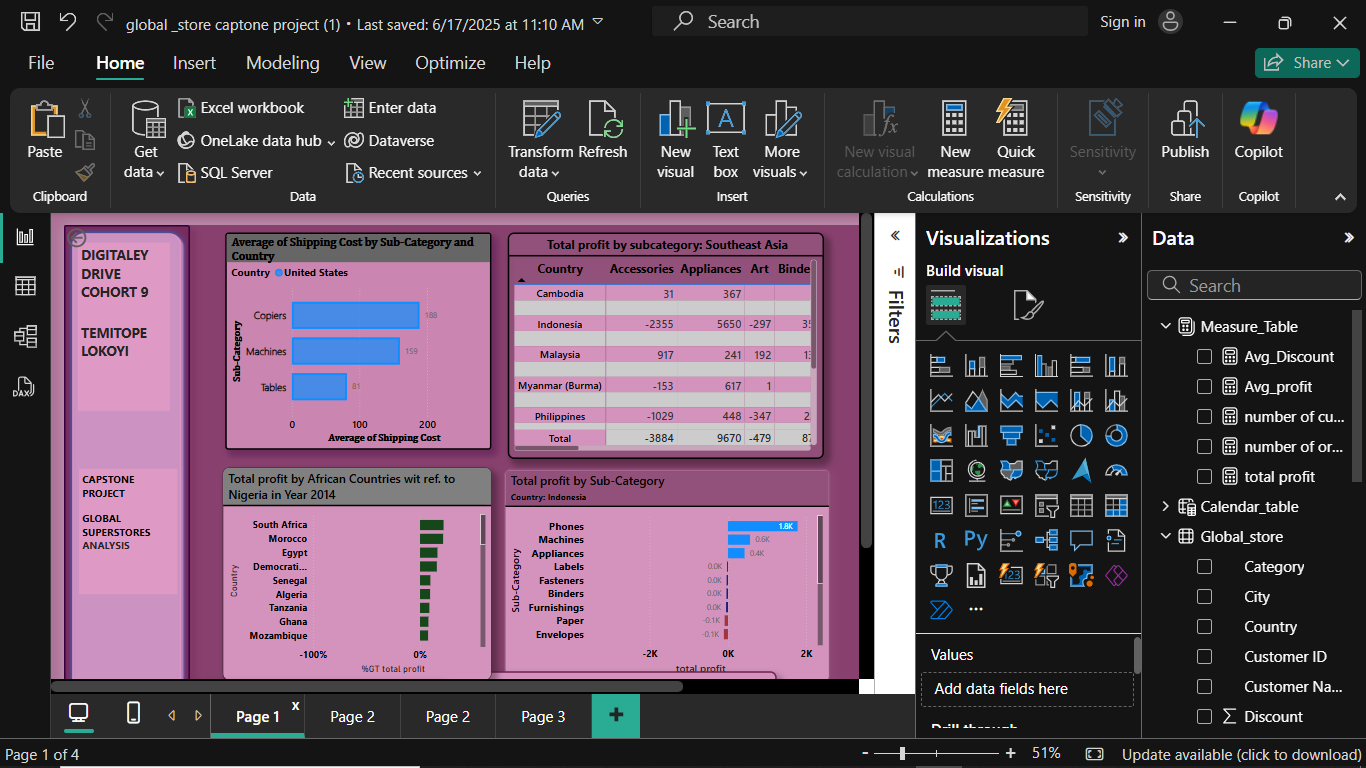 global _store captone project (1) • Last saved: 6/17/2025 at 11:10 AM
Search
Sign in
File
Home
Insert
Modeling
View
Optimize
Help
Share
Paste
Clipboard
Get data
Excel workbook
OneLake data hub
SQL Server
Enter data
Dataverse
Recent sources
Data
Transform data
Refresh
Queries
New visual
Text box
More visuals
Insert
New visual calculation
New measure
Quick measure
Calculations
Sensitivity
Sensitivity
Publish
Share
Copilot
Copilot
DIGITALEY
DRIVE
COHORT 9
TEMITOPE
LOKOYI
CAPSTONE
PROJECT
GLOBAL
SUPERSTORES
ANALYSIS
Average of Shipping Cost by Sub-Category and
Country
Country United States
Sub-Category
Copiers 188
Machines 159
Tables 81
0 100 200
Average of Shipping Cost
Total profit by subcategory: Southeast Asia
Country Accessories Appliances Art Binde
Cambodia 31 367
Indonesia -2355 5650 -297
Malaysia 917 241 192
Myanmar (Burma) -153 617 1
Philippines -1029 448 -347
Total -3884 9670 -479
Total profit by African Countries wit ref. to
Nigeria in Year 2014
Country
South Africa
Morocco
Egypt
Democrati...
Senegal
Algeria
Tanzania
Ghana
Mozambique
-100% 0%
%GT total profit
Total profit by Sub-Category
Country: Indonesia
Sub-Category
Phones 1.8K
Machines 0.6K
Appliances 0.4K
Labels 0.0K
Fasteners 0.0K
Binders 0.0K
Furnishings 0.0K
Paper -0.1K
Envelopes -0.1K
-2K 0K 2K
total profit
Filters
Visualizations
Build visual
R
Py
123
Values
Add data fields here
Drill through
Data
Search
Measure_Table
Avg_Discount
Avg_profit
number of cu...
number of or...
total profit
Calendar_table
Global_store
Category
City
Country
Customer ID
Customer Na...
Discount
Page 1
Page 2
Page 2
Page 3
Page 1 of 4
51%
Update available (click to download)